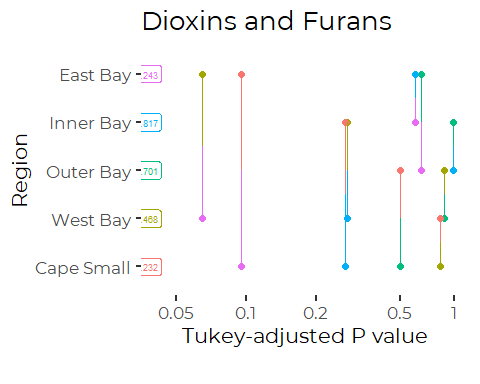 Dioxins and Furans
Region
East Bay
.243
Inner Bay
.817
Outer Bay
.701
West Bay
.468
Cape Small
.232
0.05 0.1 0.2 0.5 1
Tukey-adjusted P value